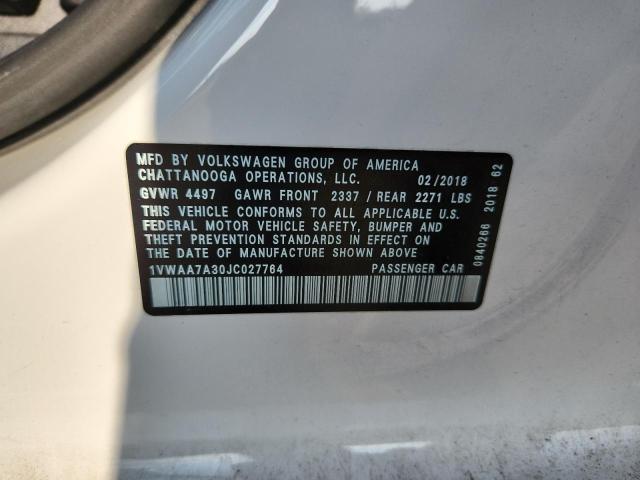 MFD BY VOLKSWAGEN GROUP OF AMERICA
CHATTANOOGA OPERATIONS, LLC. 02/2018
GVWR 4497 GAWR FRONT 2337 / REAR 2271 LBS
THIS VEHICLE CONFORMS TO ALL APPLICABLE U.S.
FEDERAL MOTOR VEHICLE SAFETY, BUMPER AND
THEFT PREVENTION STANDARDS IN EFFECT ON
THE DATE OF MANUFACTURE SHOWN ABOVE
1VWAA7A30JC027764 PASSENGER CAR
0840266 2018 62